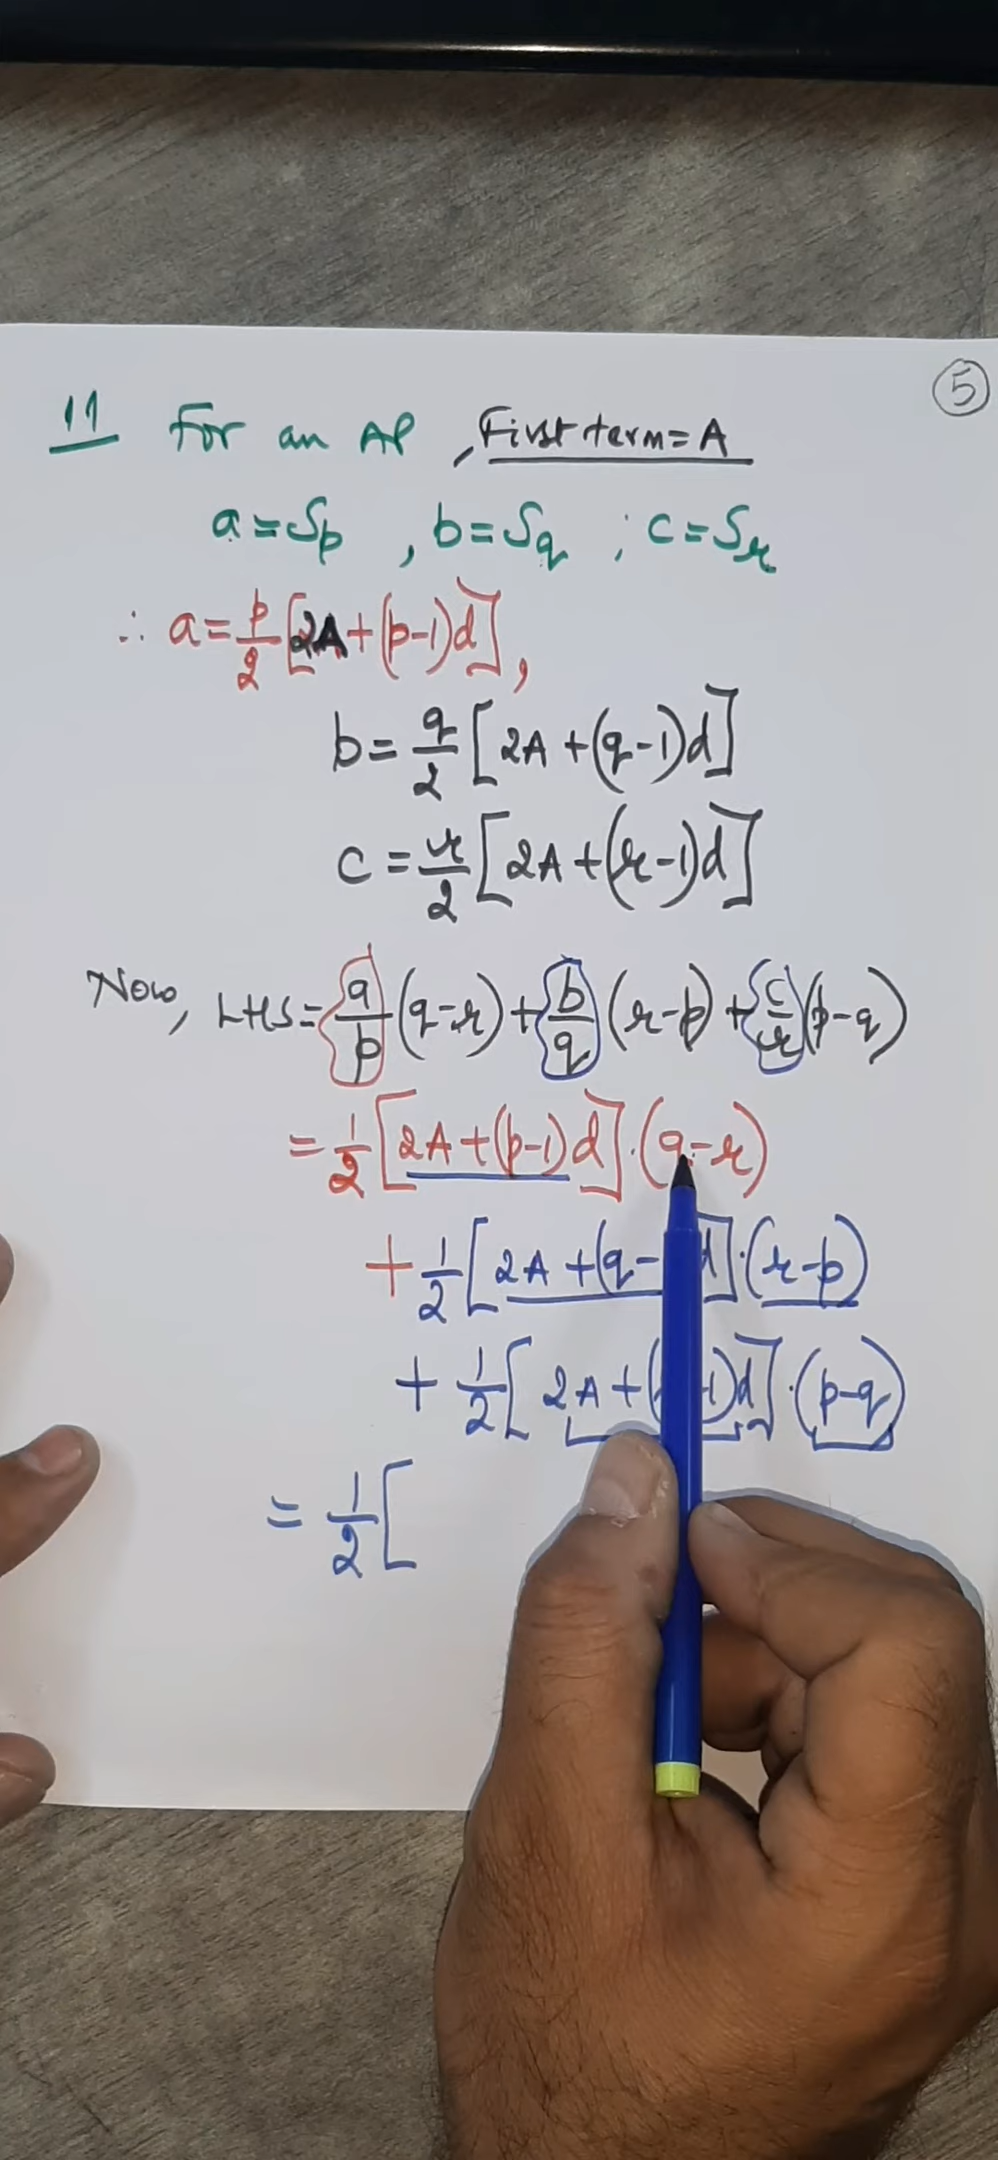 5
11 For an AP, First term = A
a = Sp, b = Sq ; c = Sr
∴ a = p/2 [2A + (p-1)d],
b = q/2 [2A + (q-1)d]
c = r/2 [2A + (r-1)d]
Now, LHS = a/p (q-r) + b/q (r-p) + c/r (p-q)
= 1/2 [2A + (p-1)d] . (q-r)
+ 1/2 [2A + (q- d] . (r-p)
+ 1/2 [2A + ( -1)d] . (p-q)
= 1/2 [